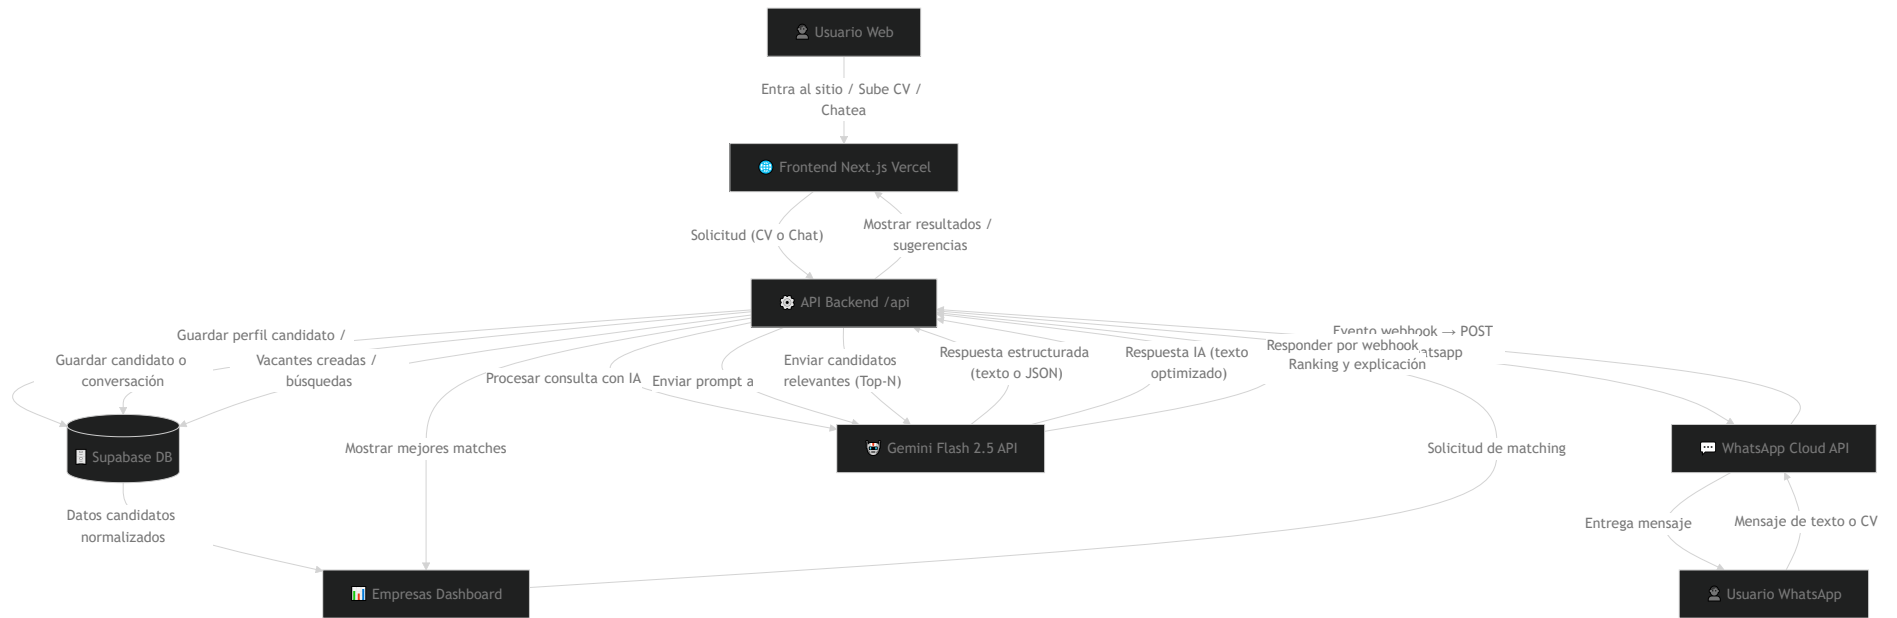 Usuario Web
Entra al sitio / Sube CV /
Chatea
Frontend Next.js Vercel
Solicitud (CV o Chat)
Mostrar resultados /
sugerencias
API Backend /api
Guardar perfil candidato /
Guardar candidato o
conversación
Vacantes creadas /
búsquedas
Procesar consulta con IA
Enviar prompt a
Enviar candidatos
relevantes (Top-N)
Respuesta estructurada
(texto o JSON)
Respuesta IA (texto
optimizado)
Evento webhook → POST
Responder por webhook
Ranking y explicación
Supabase DB
Mostrar mejores matches
Gemini Flash 2.5 API
Solicitud de matching
WhatsApp Cloud API
Datos candidatos
normalizados
Entrega mensaje
Mensaje de texto o CV
Empresas Dashboard
Usuario WhatsApp